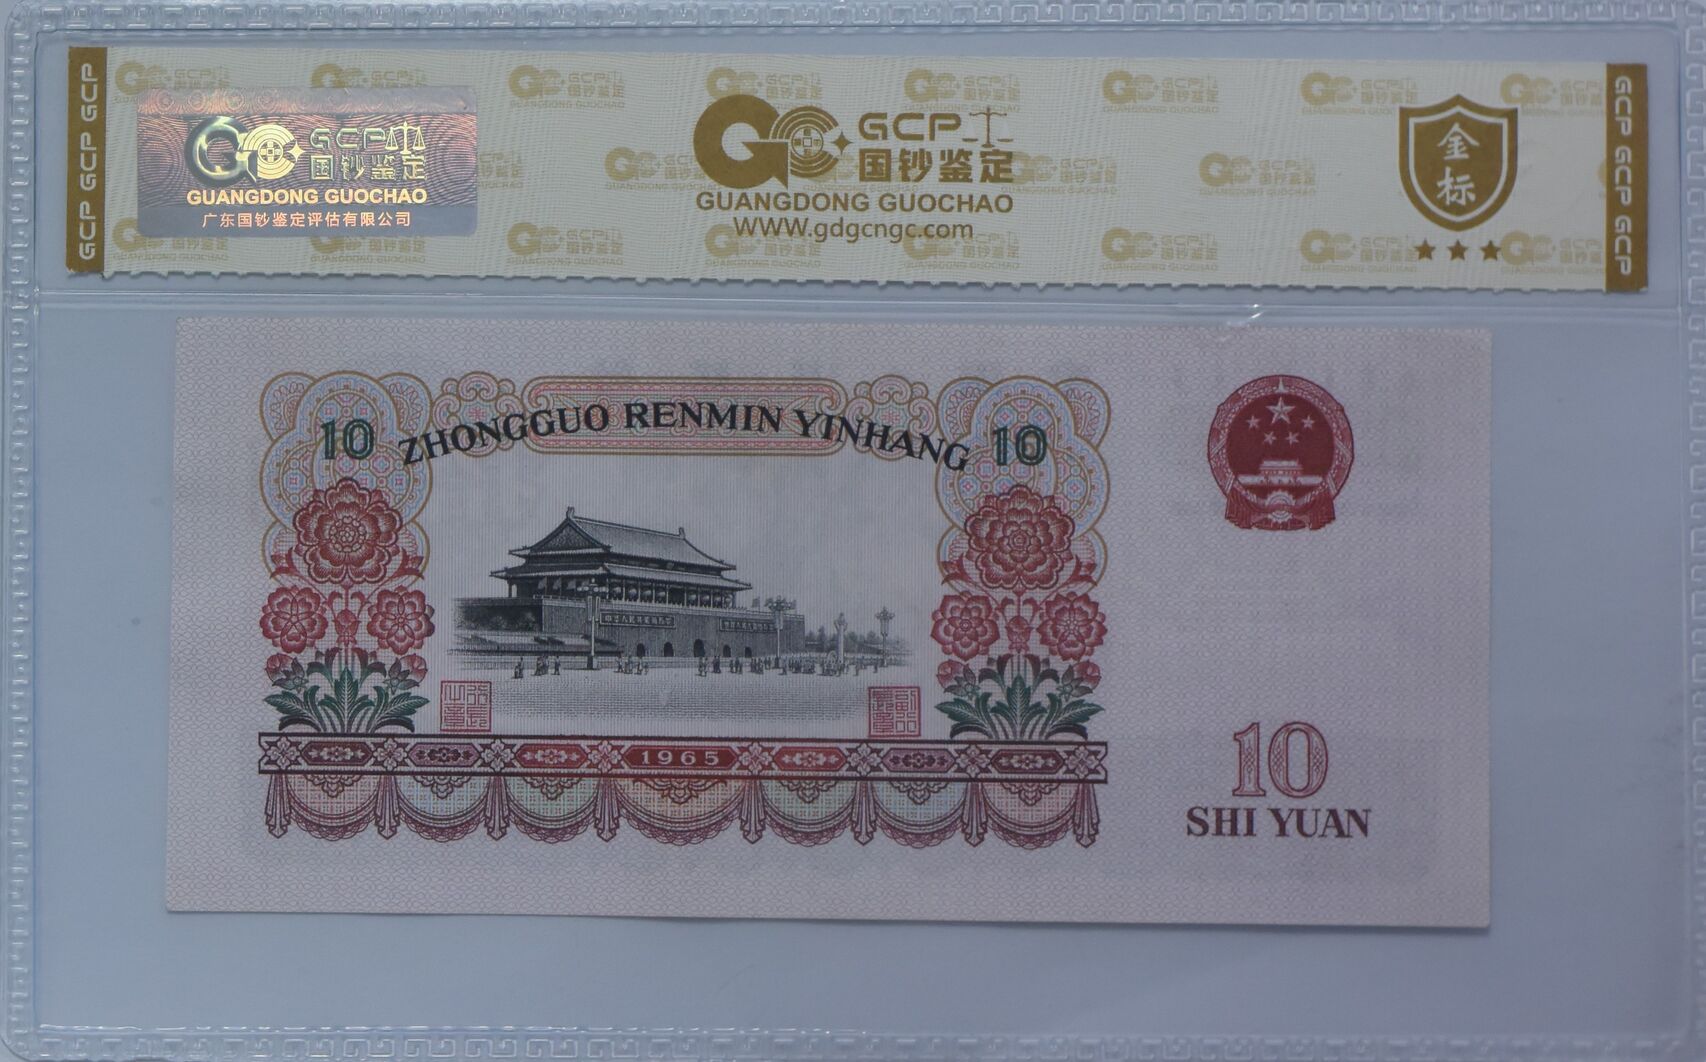 GCP GCP GCP
GCP
国钞鉴定
GUANGDONG GUOCHAO
广东国钞鉴定评估有限公司
GCP
国钞鉴定
GUANGDONG GUOCHAO
WWW.gdgcngc.com
金标
GCP GCP GCP
10 ZHONGGUO RENMIN YINHANG 10
1965
10
SHI YUAN